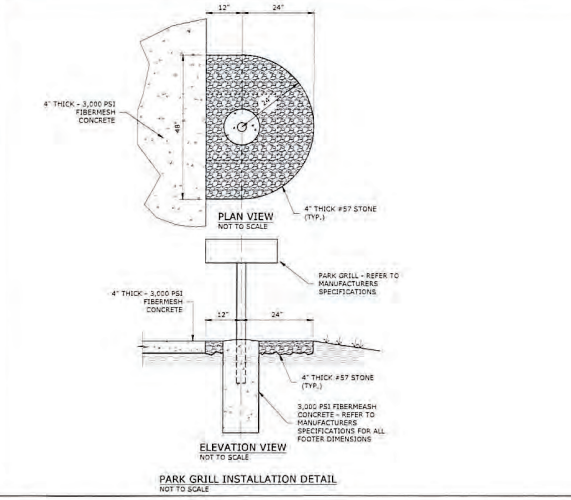 12"
24"
4" THICK - 3,000 PSI
FIBERMESH
CONCRETE
48"
24"
4" THICK #57 STONE
(TYP.)
PLAN VIEW
NOT TO SCALE
PARK GRILL - REFER TO
MANUFACTURERS
SPECIFICATIONS
4" THICK - 3,000 PSI
FIBERMESH
CONCRETE
12"
24"
4" THICK #57 STONE
(TYP.)
3,000 PSI FIBERMEASH
CONCRETE - REFER TO
MANUFACTURERS
SPECIFICATIONS FOR ALL
FOOTER DIMENSIONS
ELEVATION VIEW
NOT TO SCALE
PARK GRILL INSTALLATION DETAIL
NOT TO SCALE